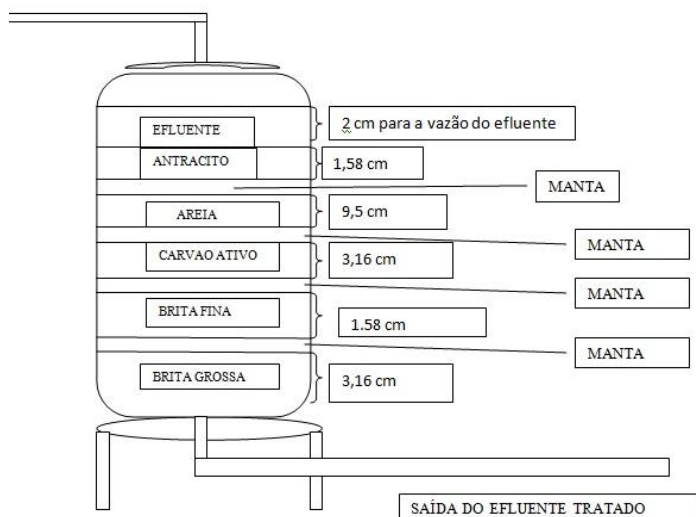 EFLUENTE
2 cm para a vazão do efluente
ANTRACITO
1,58 cm
MANTA
AREIA
9,5 cm
MANTA
CARVAO ATIVO
3,16 cm
MANTA
BRITA FINA
1.58 cm
MANTA
BRITA GROSSA
3,16 cm
SAÍDA DO EFLUENTE TRATADO